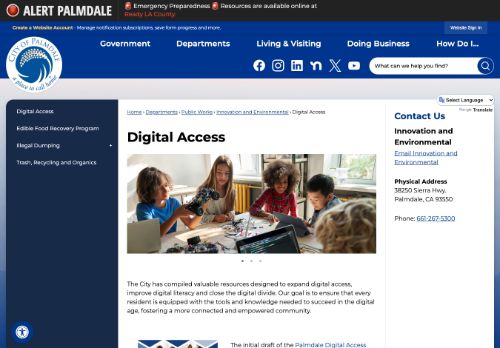 ALERT PALMDALE
🚨 Emergency Preparedness 🚨 Resources are available online at
Ready LA County.
Create a Website Account - Manage notification subscriptions, save form progress and more.
Website Sign In
CITY OF PALMDALE
a place to call home
Government
Departments
Living & Visiting
Doing Business
How Do I...
What can we help you find?
Select Language
Google Translate
Digital Access
Edible Food Recovery Program
Illegal Dumping +
Trash, Recycling and Organics
Home › Departments › Public Works › Innovation and Environmental › Digital Access
Digital Access
The City has compiled valuable resources designed to expand digital access,
improve digital literacy and close the digital divide. Our goal is to ensure that every
resident is equipped with the tools and knowledge needed to succeed in the digital
age, fostering a more connected and empowered community.
The initial draft of the Palmdale Digital Access
Contact Us
Innovation and
Environmental
Email Innovation and
Environmental
Physical Address
38250 Sierra Hwy.
Palmdale, CA 93550
Phone: 661-267-5300